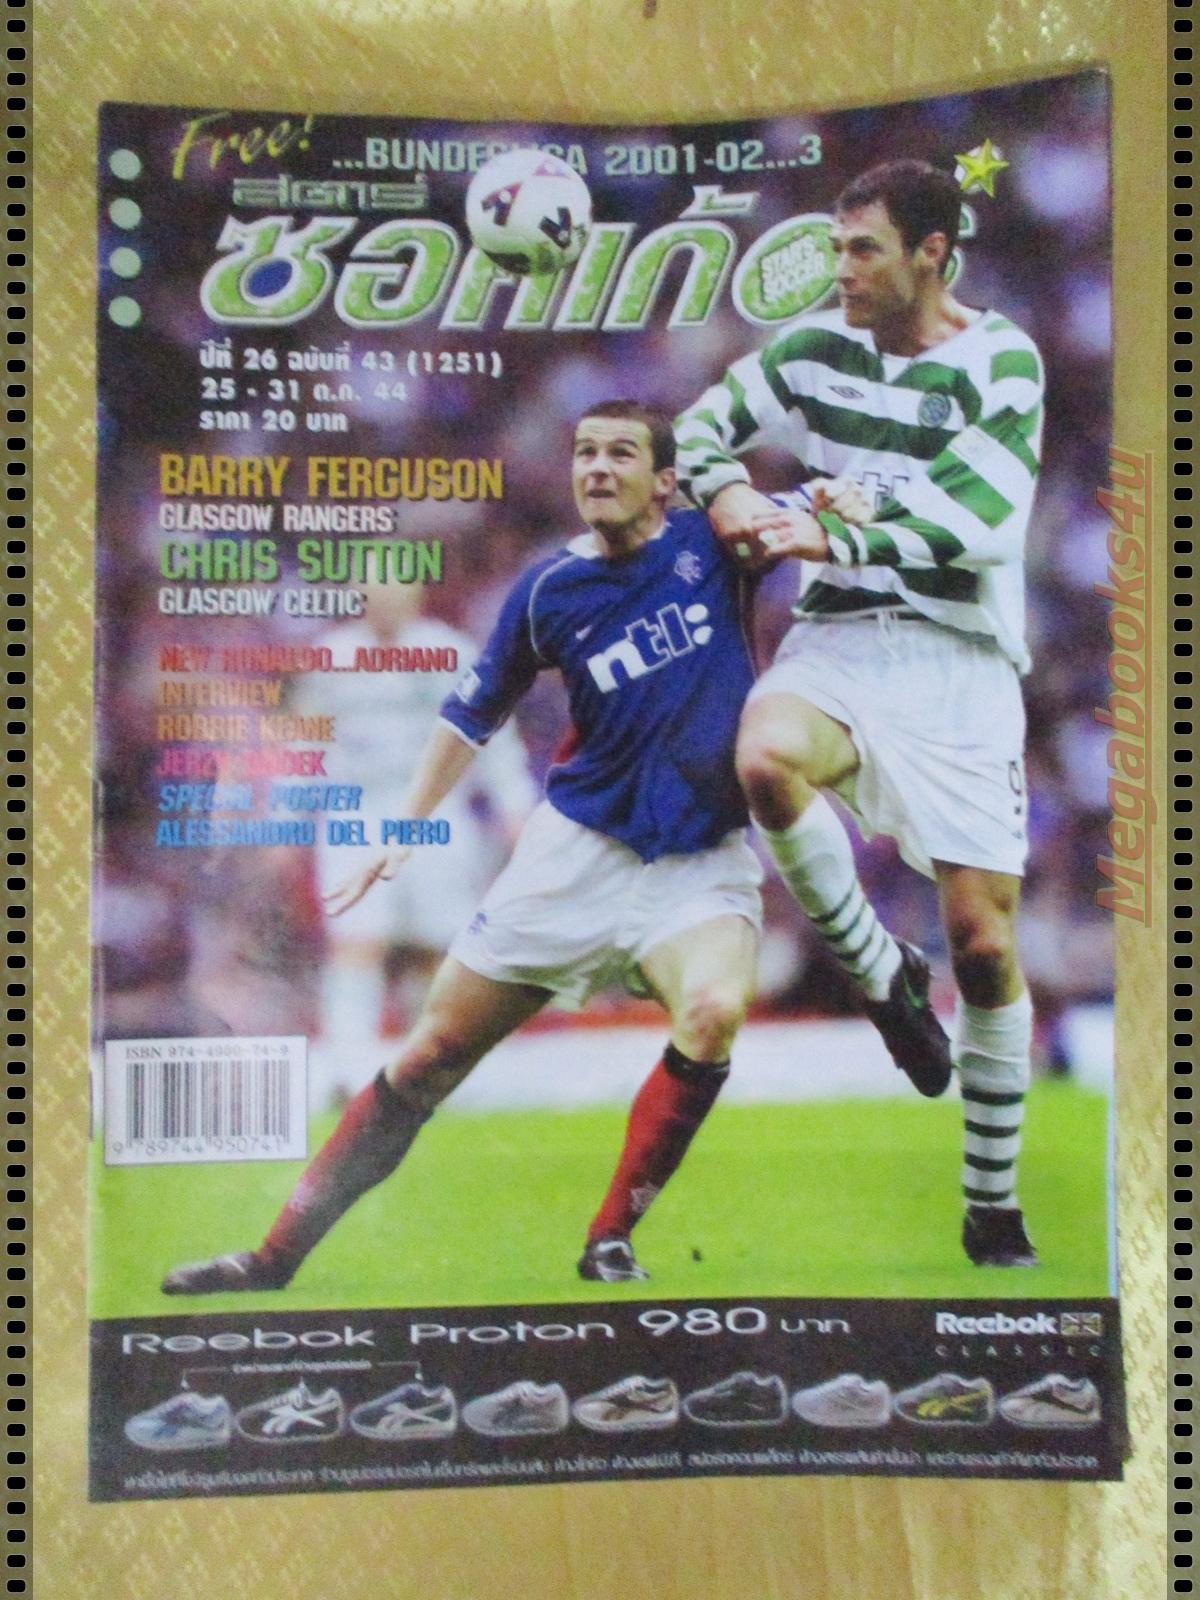 Free!
...BUNDESLIGA 2001-02...3
สตาร์
ซอคเก้อร์
STAR'S SOCCER
ปีที่ 26 ฉบับที่ 43 (1251)
25 - 31 ต.ค. 44
ราคา 20 บาท
BARRY FERGUSON
GLASGOW RANGERS
CHRIS SUTTON
GLASGOW CELTIC
NEW RONALDO...ADRIANO
INTERVIEW
ROBBIE KEANE
JERZY DUDEK
SPECIAL POSTER
ALESSANDRO DEL PIERO
ntl:
Megabooks4u
ISBN 974-4950-74-9
9 789744 950741
Reebok Proton 980 บาท
Reebok
CLASSIC